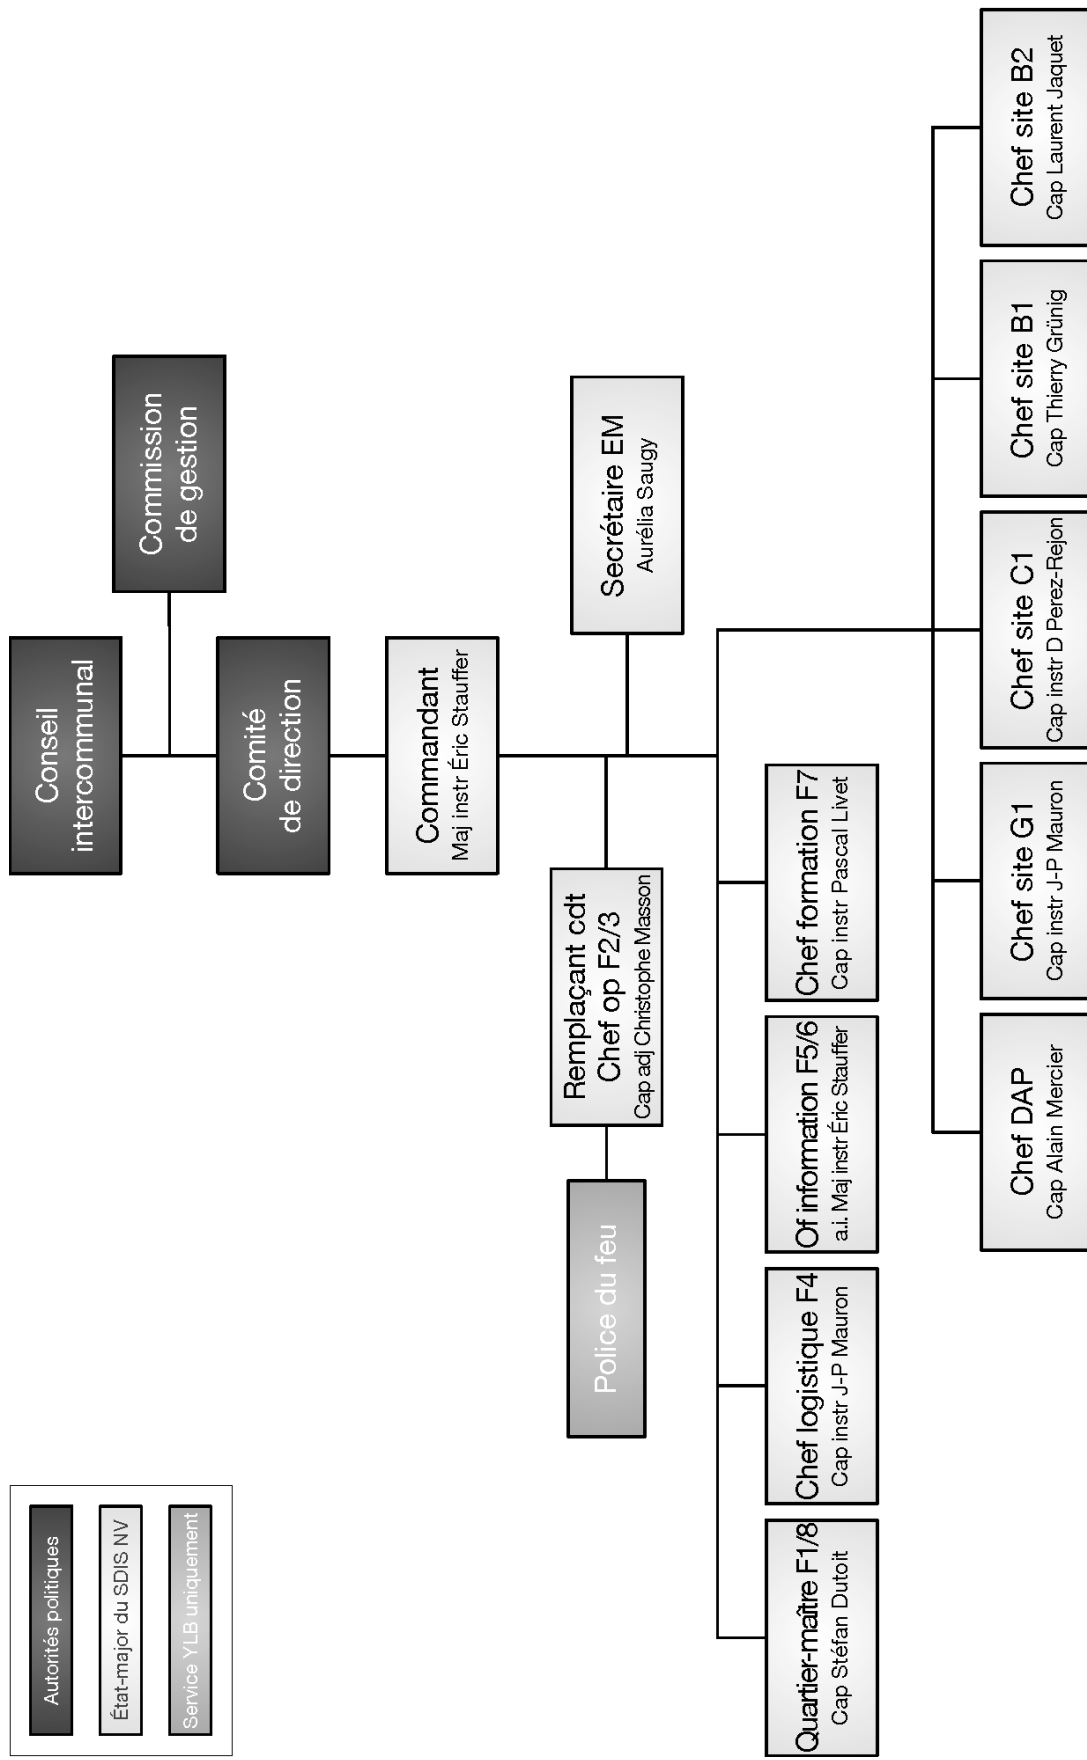 Autorités politiques
État-major du SDIS NV
Service YLB uniquement
Conseil
intercommunal
Commission
de gestion
Comité
de direction
Commandant
Maj instr Éric Stauffer
Remplaçant cdt
Chef op F2/3
Cap adj Christophe Masson
Police du feu
Secrétaire EM
Aurélia Saugy
Quartier-maître F1/8
Cap Stéfan Dutoit
Chef logistique F4
Cap instr J-P Mauron
Of information F5/6
a.i. Maj instr Éric Stauffer
Chef formation F7
Cap instr Pascal Livet
Chef DAP
Cap Alain Mercier
Chef site G1
Cap instr J-P Mauron
Chef site C1
Cap instr D Perez-Rejon
Chef site B1
Cap Thierry Grünig
Chef site B2
Cap Laurent Jaquet